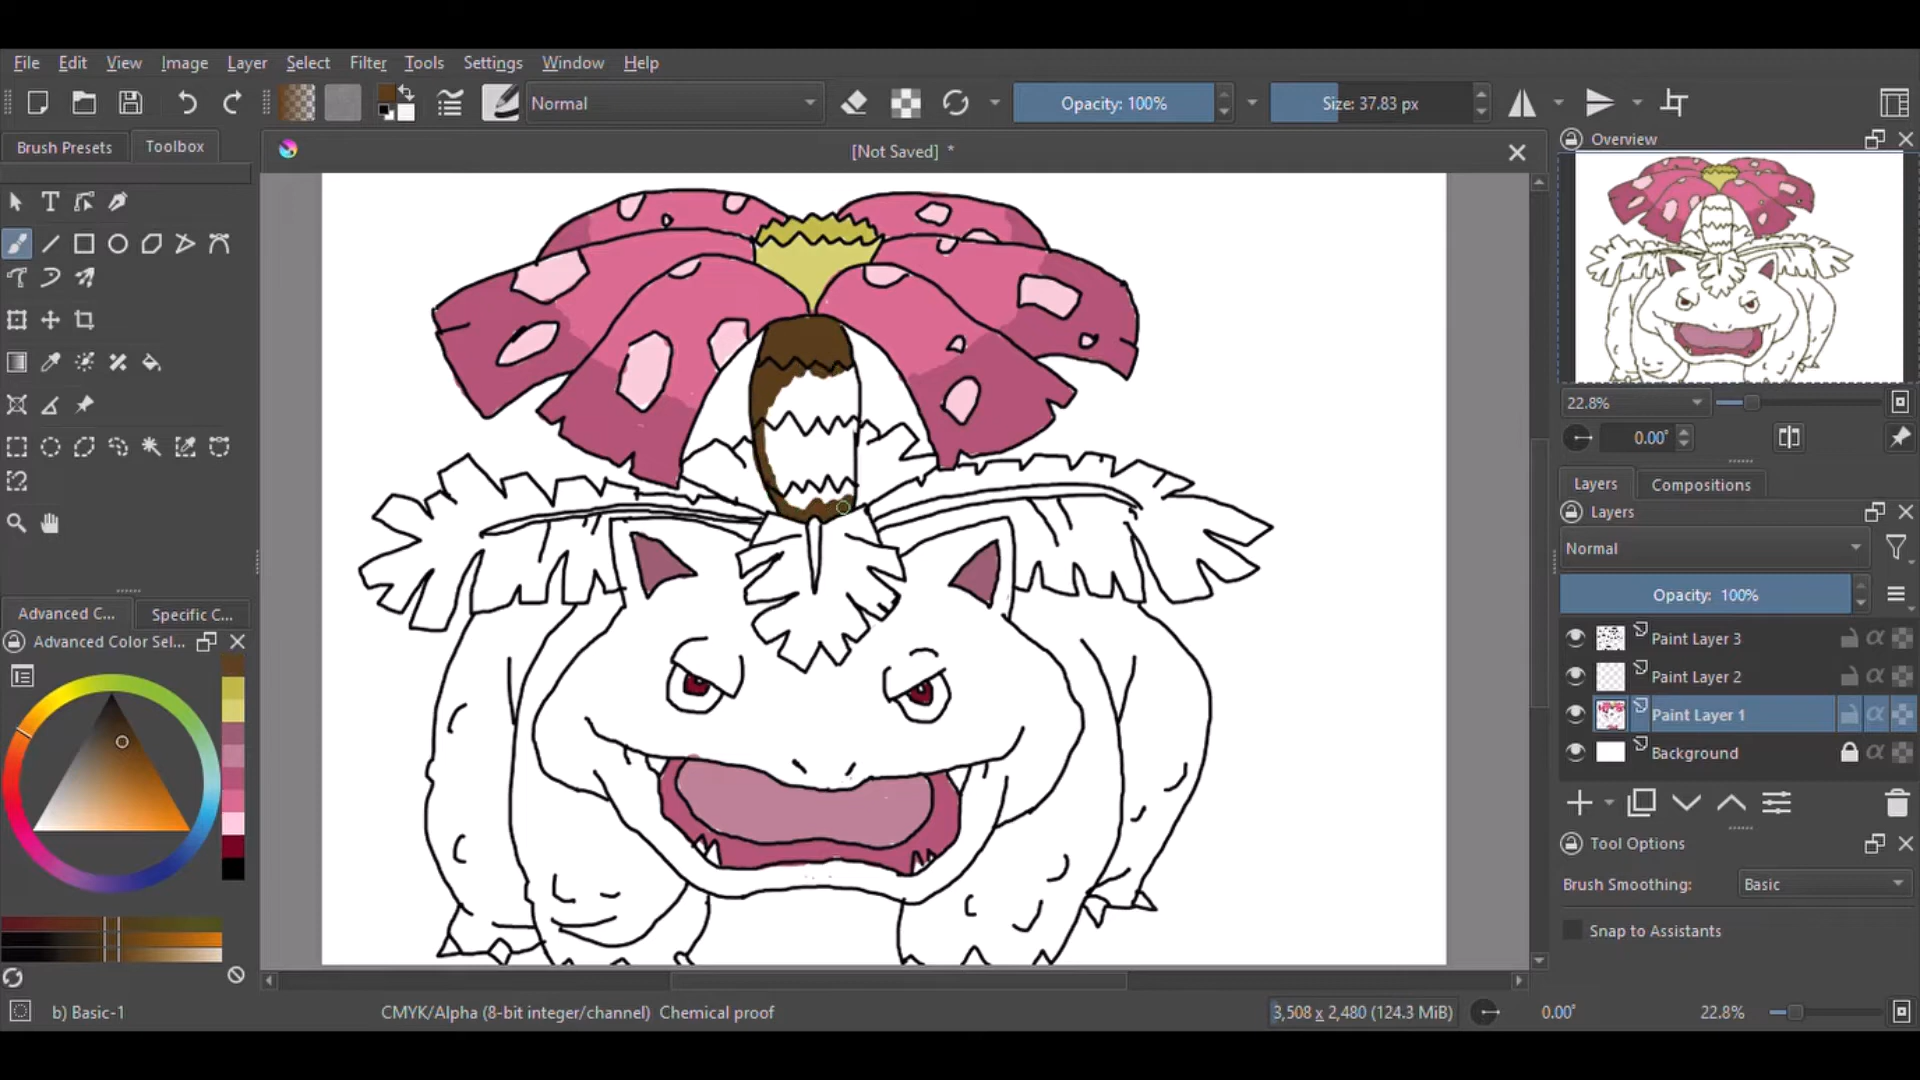 File Edit View Image Layer Select Filter Tools Settings Window Help
Normal
Opacity: 100%
Size: 37.83 px
Brush Presets
Toolbox
[Not Saved] *
Overview
22.8%
0.00°
Layers
Compositions
Layers
Normal
Opacity: 100%
Paint Layer 3
Paint Layer 2
Paint Layer 1
Background
Tool Options
Brush Smoothing:
Basic
Snap to Assistants
Advanced C...
Specific C...
Advanced Color Sel...
b) Basic-1
CMYK/Alpha (8-bit integer/channel) Chemical proof
3,508 x 2,480 (124.3 MiB)
0.00°
22.8%